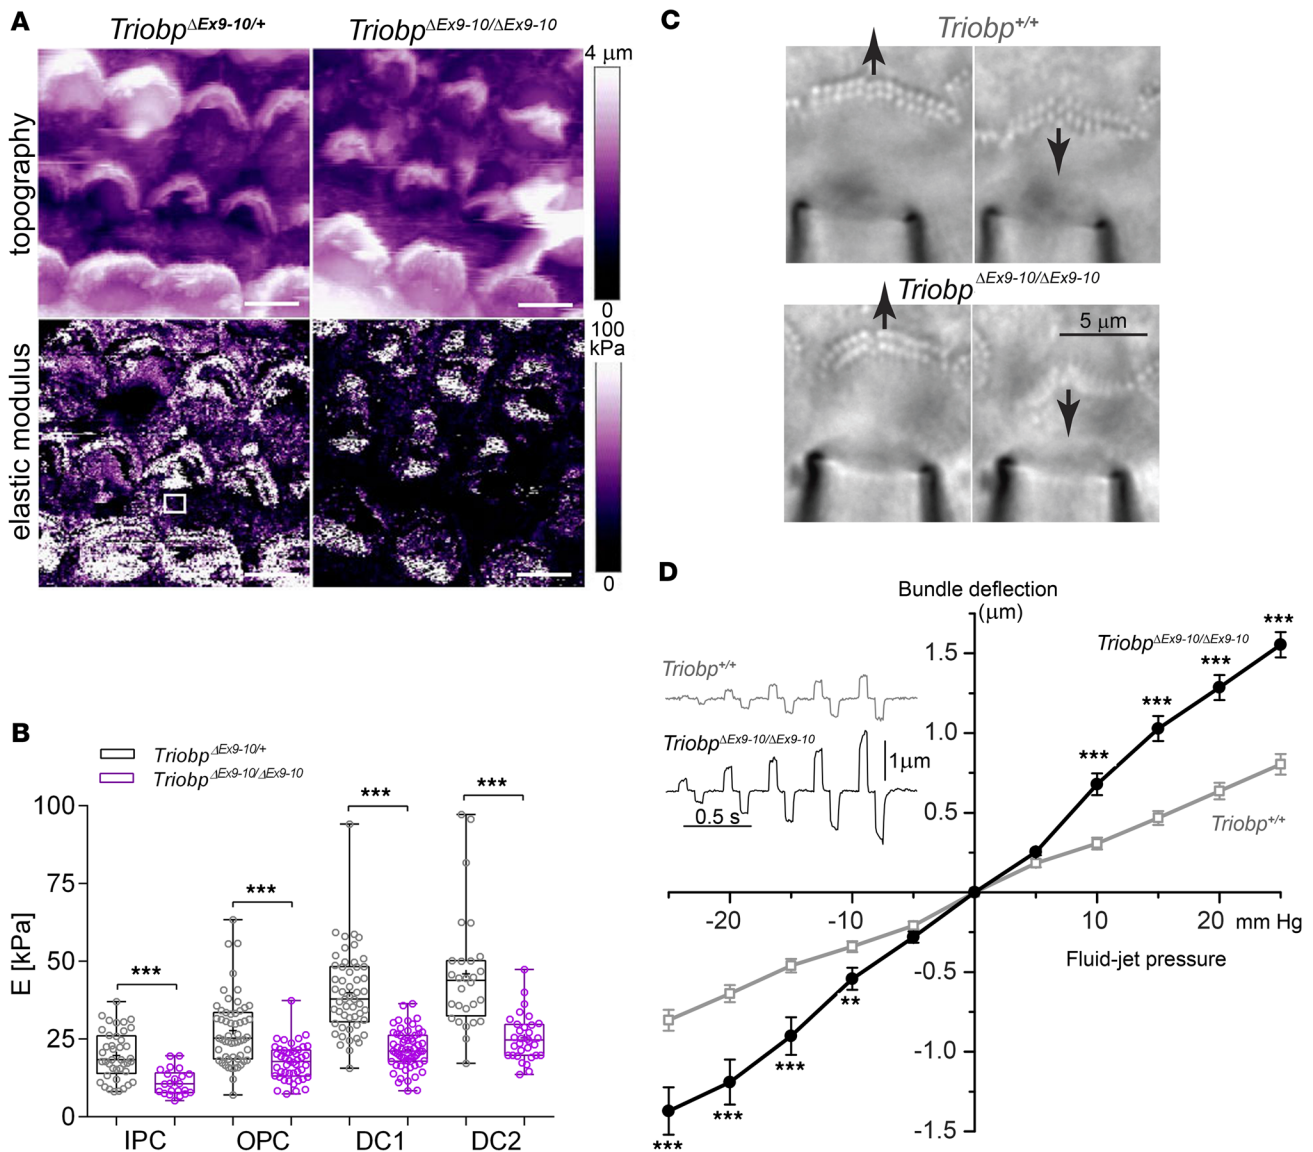 A
Triobp^ΔEx9-10/+
Triobp^ΔEx9-10/ΔEx9-10
topography
4 μm
0
elastic modulus
100
kPa
0
B
Triobp^ΔEx9-10/+
Triobp^ΔEx9-10/ΔEx9-10
E [kPa]
100
75
50
25
0
***
***
***
***
IPC
OPC
DC1
DC2
C
Triobp^+/+
Triobp^ΔEx9-10/ΔEx9-10
5 μm
D
Bundle deflection
(μm)
Triobp^+/+
Triobp^ΔEx9-10/ΔEx9-10
1μm
0.5 s
Triobp^ΔEx9-10/ΔEx9-10
***
***
***
***
Triobp^+/+
1.5
1.0
0.5
-20
-10
10
20
mm Hg
Fluid-jet pressure
-0.5
-1.0
-1.5
**
***
***
***